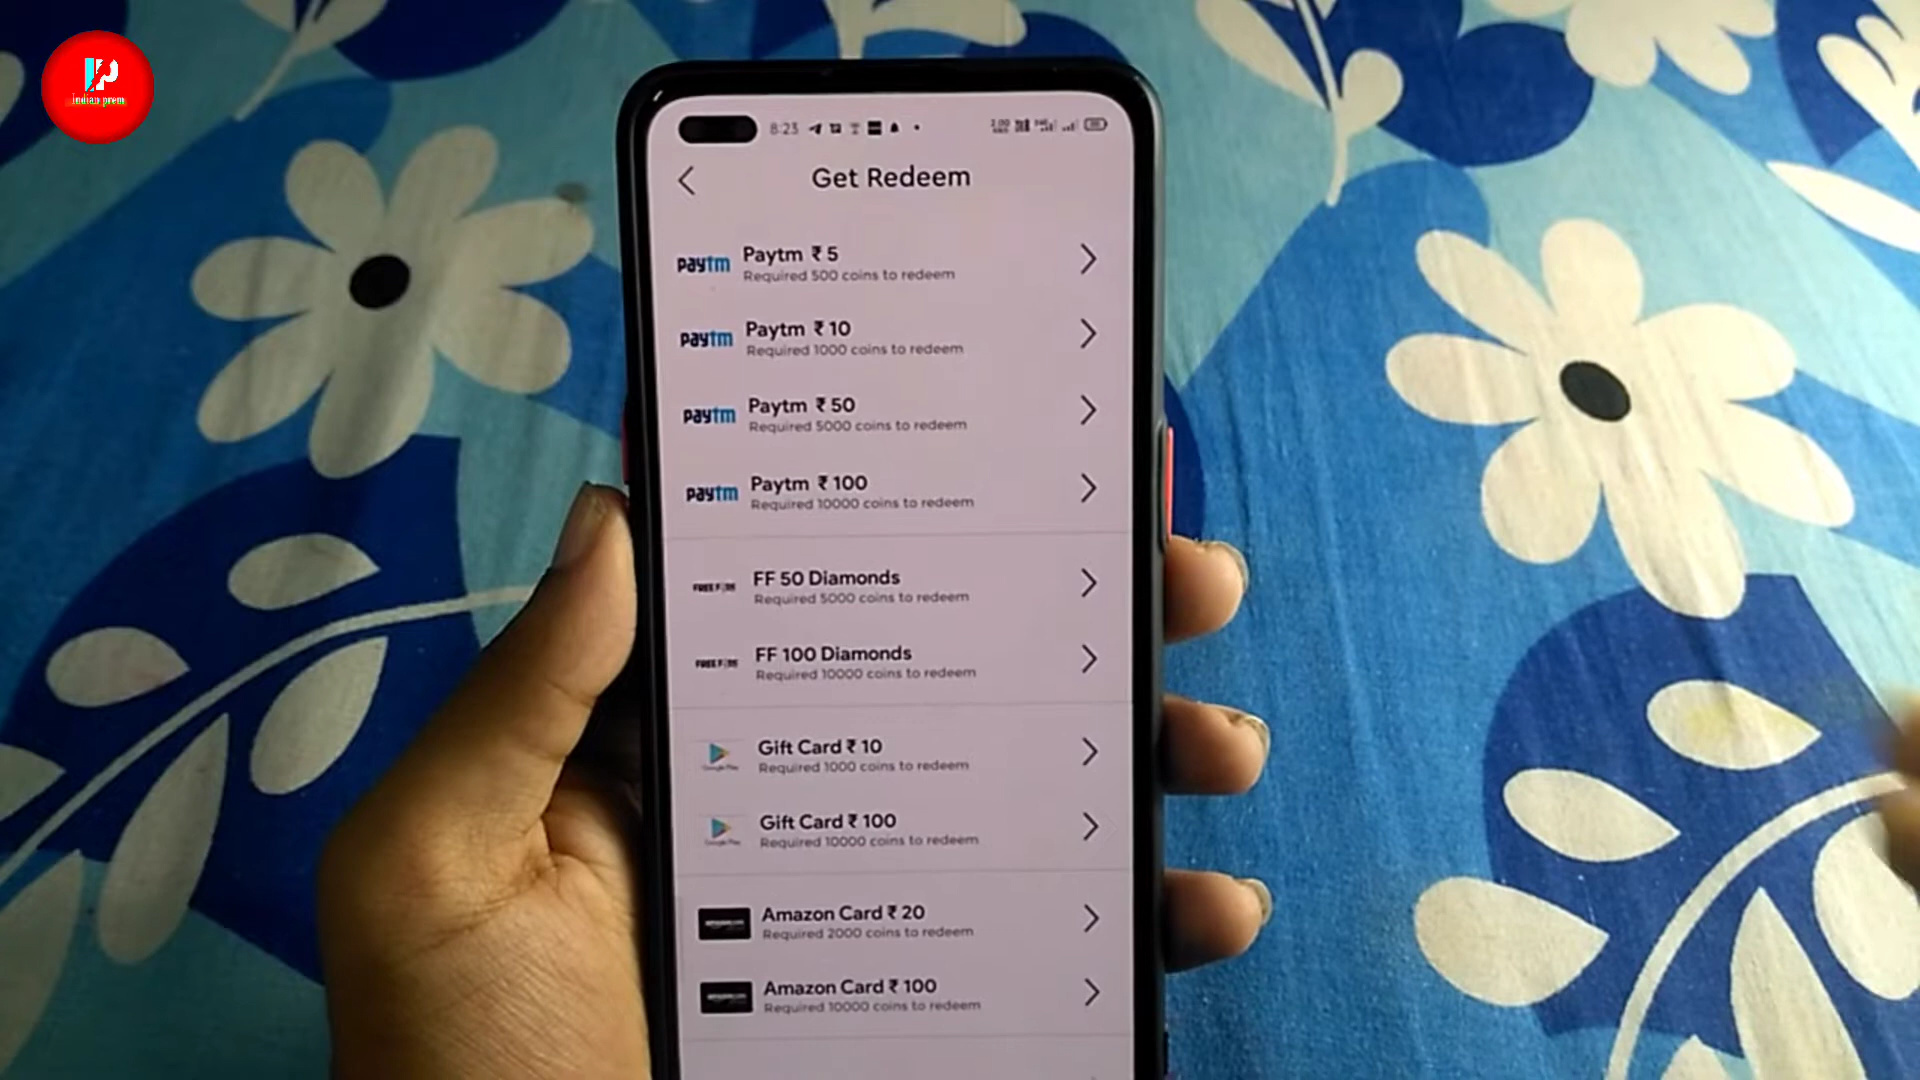 Indian prem
8:23
Get Redeem
paytm
Paytm ₹ 5
Required 500 coins to redeem
paytm
Paytm ₹ 10
Required 1000 coins to redeem
paytm
Paytm ₹ 50
Required 5000 coins to redeem
paytm
Paytm ₹ 100
Required 10000 coins to redeem
FREE FIRE
FF 50 Diamonds
Required 5000 coins to redeem
FREE FIRE
FF 100 Diamonds
Required 10000 coins to redeem
Google Play
Gift Card ₹ 10
Required 1000 coins to redeem
Google Play
Gift Card ₹ 100
Required 10000 coins to redeem
Amazon Card ₹ 20
Required 2000 coins to redeem
Amazon Card ₹ 100
Required 10000 coins to redeem